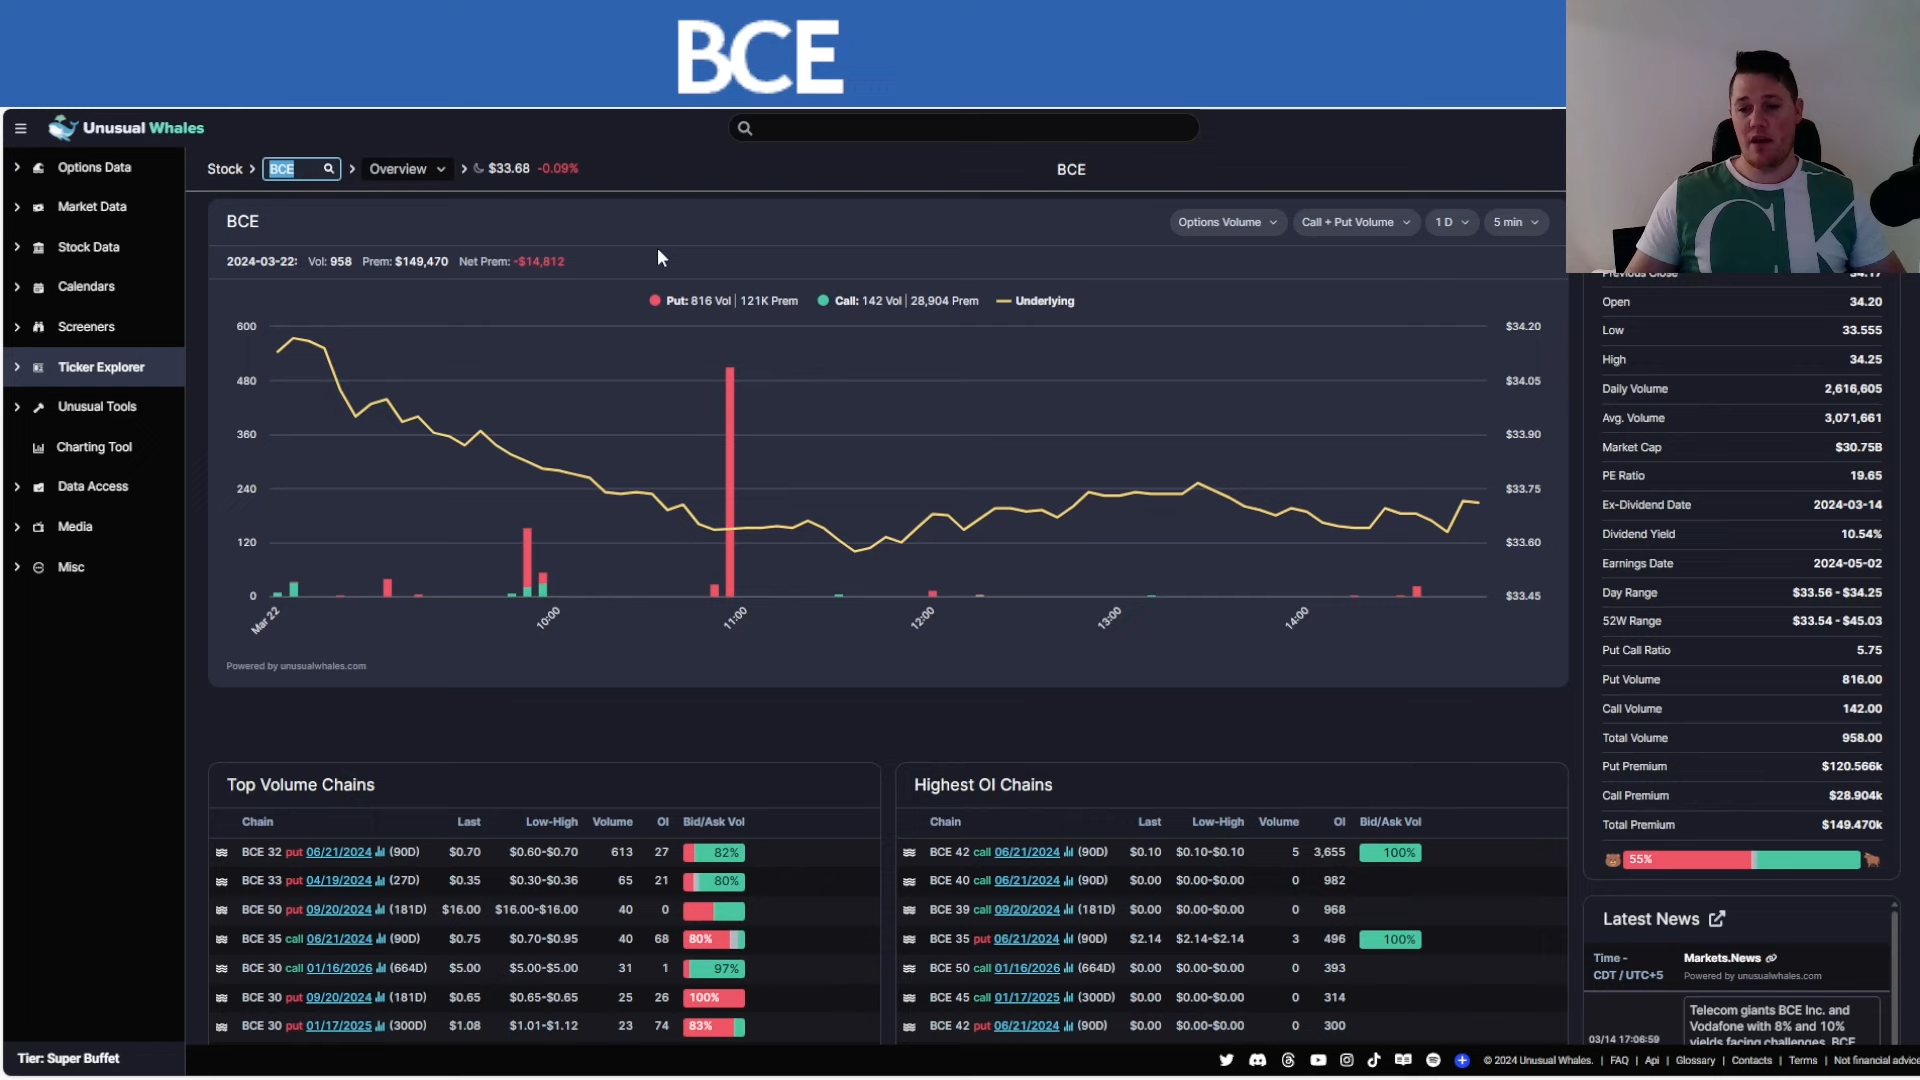 BCE
Unusual Whales
Options Data
Market Data
Stock Data
Calendars
Screeners
Ticker Explorer
Unusual Tools
Charting Tool
Data Access
Media
Misc
Tier: Super Buffet
Stock > BCE > Overview > $33.68 -0.09%
BCE
BCE
Options Volume Call + Put Volume 1 D 5 min
2024-03-22: Vol: 958 Prem: $149,470 Net Prem: -$14,812
Put: 816 Vol | 121K Prem Call: 142 Vol | 28,904 Prem Underlying
600 $34.20
480 $34.05
360 $33.90
240 $33.75
120 $33.60
0 $33.45
Mar 22 10:00 11:00 12:00 13:00 14:00
Powered by unusualwhales.com
Top Volume Chains
Chain Last Low-High Volume OI Bid/Ask Vol
BCE 32 put 06/21/2024 (90D) $0.70 $0.60-$0.70 613 27 82%
BCE 33 put 04/19/2024 (27D) $0.35 $0.30-$0.36 65 21 80%
BCE 50 put 09/20/2024 (181D) $16.00 $16.00-$16.00 40 0
BCE 35 call 06/21/2024 (90D) $0.75 $0.70-$0.95 40 68 80%
BCE 30 call 01/16/2026 (664D) $5.00 $5.00-$5.00 31 1 97%
BCE 30 put 09/20/2024 (181D) $0.65 $0.65-$0.65 25 26 100%
BCE 30 put 01/17/2025 (300D) $1.08 $1.01-$1.12 23 74 83%
Highest OI Chains
Chain Last Low-High Volume OI Bid/Ask Vol
BCE 42 call 06/21/2024 (90D) $0.10 $0.10-$0.10 5 3,655 100%
BCE 40 call 06/21/2024 (90D) $0.00 $0.00-$0.00 0 982
BCE 39 call 09/20/2024 (181D) $0.00 $0.00-$0.00 0 968
BCE 35 put 06/21/2024 (90D) $2.14 $2.14-$2.14 3 496 100%
BCE 50 call 01/16/2026 (664D) $0.00 $0.00-$0.00 0 393
BCE 45 call 01/17/2025 (300D) $0.00 $0.00-$0.00 0 314
BCE 42 put 06/21/2024 (90D) $0.00 $0.00-$0.00 0 300
Previous Close 34.17
Open 34.20
Low 33.555
High 34.25
Daily Volume 2,616,605
Avg. Volume 3,071,661
Market Cap $30.75B
PE Ratio 19.65
Ex-Dividend Date 2024-03-14
Dividend Yield 10.54%
Earnings Date 2024-05-02
Day Range $33.56 - $34.25
52W Range $33.54 - $45.03
Put Call Ratio 5.75
Put Volume 816.00
Call Volume 142.00
Total Volume 958.00
Put Premium $120.566k
Call Premium $28.904k
Total Premium $149.470k
55%
Latest News
Time -
CDT / UTC+5
Markets.News
Powered by unusualwhales.com
03/14 17:06:59
Telecom giants BCE Inc. and
Vodafone with 8% and 10%
yields facing challenges. BCE
© 2024 Unusual Whales. | FAQ | Api | Glossary | Contacts | Terms | Not financial advice
CK